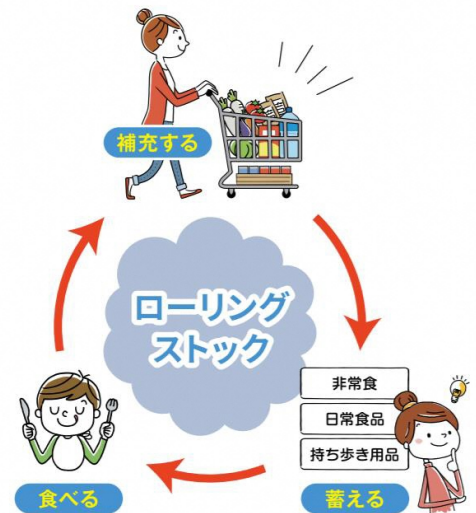 補充する
ローリング
ストック
非常食
日常食品
持ち歩き用品
食べる
蓄える